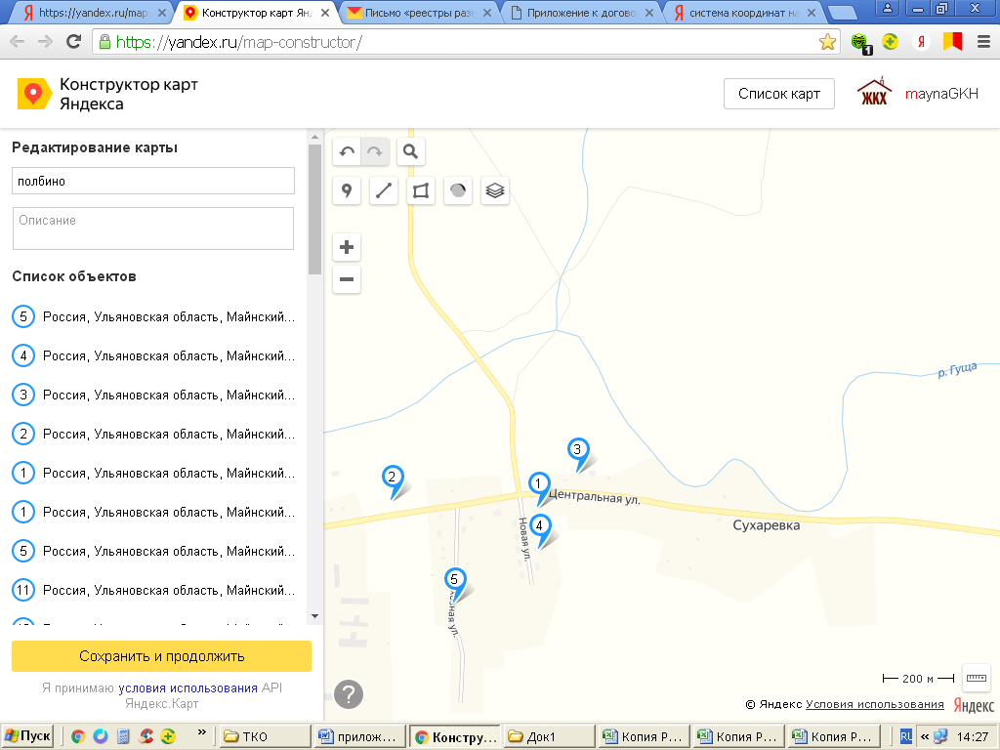 https://yandex.ru/map
Конструктор карт Ян
Письмо «реестры раз
Приложение к догово
система координат на
https://yandex.ru/map-constructor/
1
Конструктор карт
Яндекса
Список карт
ЖКХ
maynaGKH
Редактирование карты
полбино
Описание
Список объектов
5 Россия, Ульяновская область, Майнский...
4 Россия, Ульяновская область, Майнский...
3 Россия, Ульяновская область, Майнский...
2 Россия, Ульяновская область, Майнский...
1 Россия, Ульяновская область, Майнский...
1 Россия, Ульяновская область, Майнский...
5 Россия, Ульяновская область, Майнский...
11 Россия, Ульяновская область, Майнский...
Сохранить и продолжить
Я принимаю условия использования API
Яндекс.Карт
р. Гуща
3
2
1
Центральная ул.
4
Новая ул.
Сухаревка
5
ул.
200 м
?
© Яндекс Условия использования
Яндекс
Пуск
»
ТКО
прилож...
Констру...
Док1
Копия Р...
Копия Р...
Копия Р...
RU
«
14:27